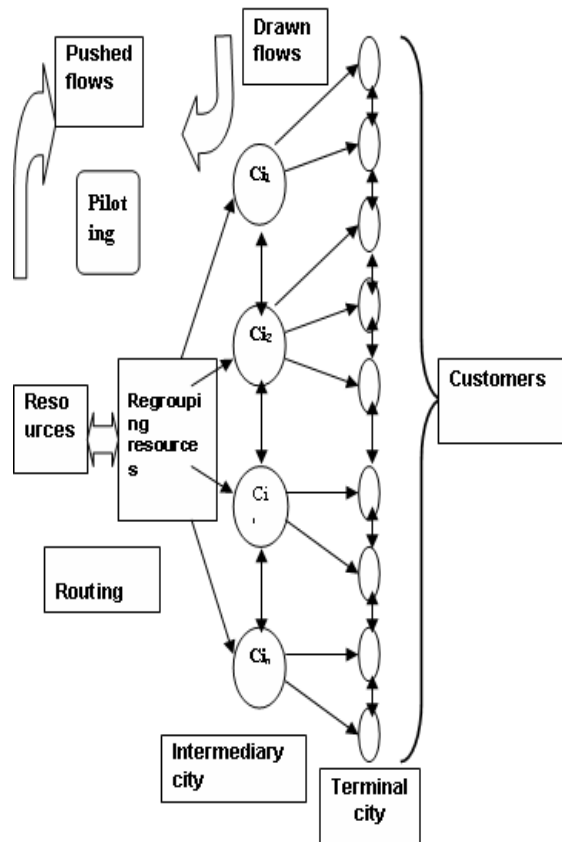 Drawn
flows
Pushed
flows
Pilot
ing
Ci₁
Ci₂
Reso
urces
Regroupi
ng
resource
s
Customers
Ci
Routing
Ciₙ
Intermediary
city
Terminal
city